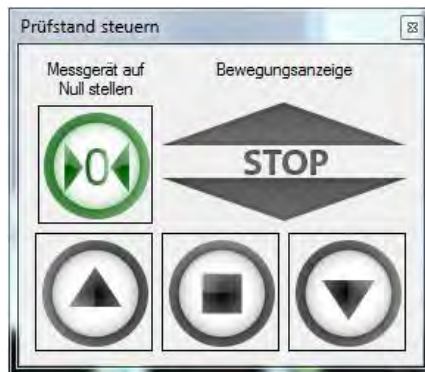 Prüfstand steuern
Messgerät auf
Null stellen
Bewegungsanzeige
0
STOP